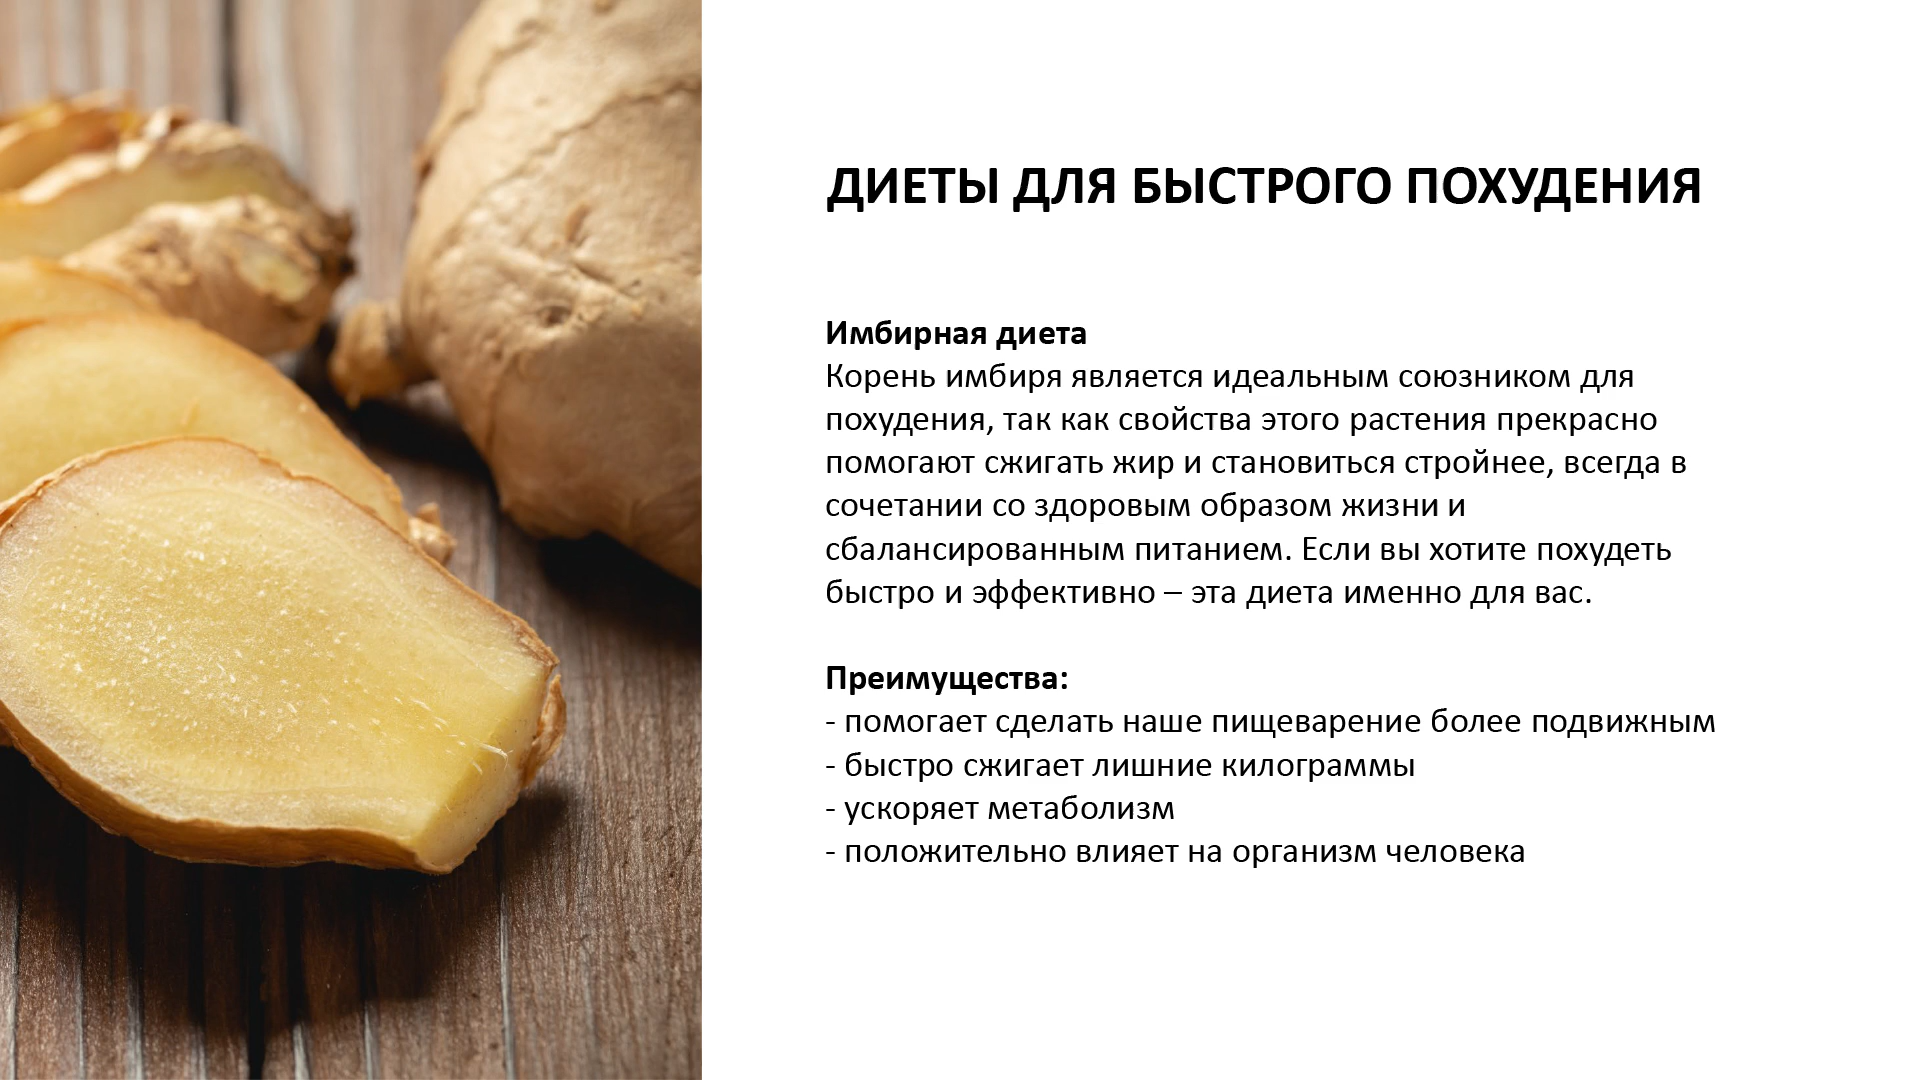 ДИЕТЫ ДЛЯ БЫСТРОГО ПОХУДЕНИЯ
Имбирная диета
Корень имбиря является идеальным союзником для
похудения, так как свойства этого растения прекрасно
помогают сжигать жир и становиться стройнее, всегда в
сочетании со здоровым образом жизни и
сбалансированным питанием. Если вы хотите похудеть
быстро и эффективно – эта диета именно для вас.
Преимущества:
- помогает сделать наше пищеварение более подвижным
- быстро сжигает лишние килограммы
- ускоряет метаболизм
- положительно влияет на организм человека